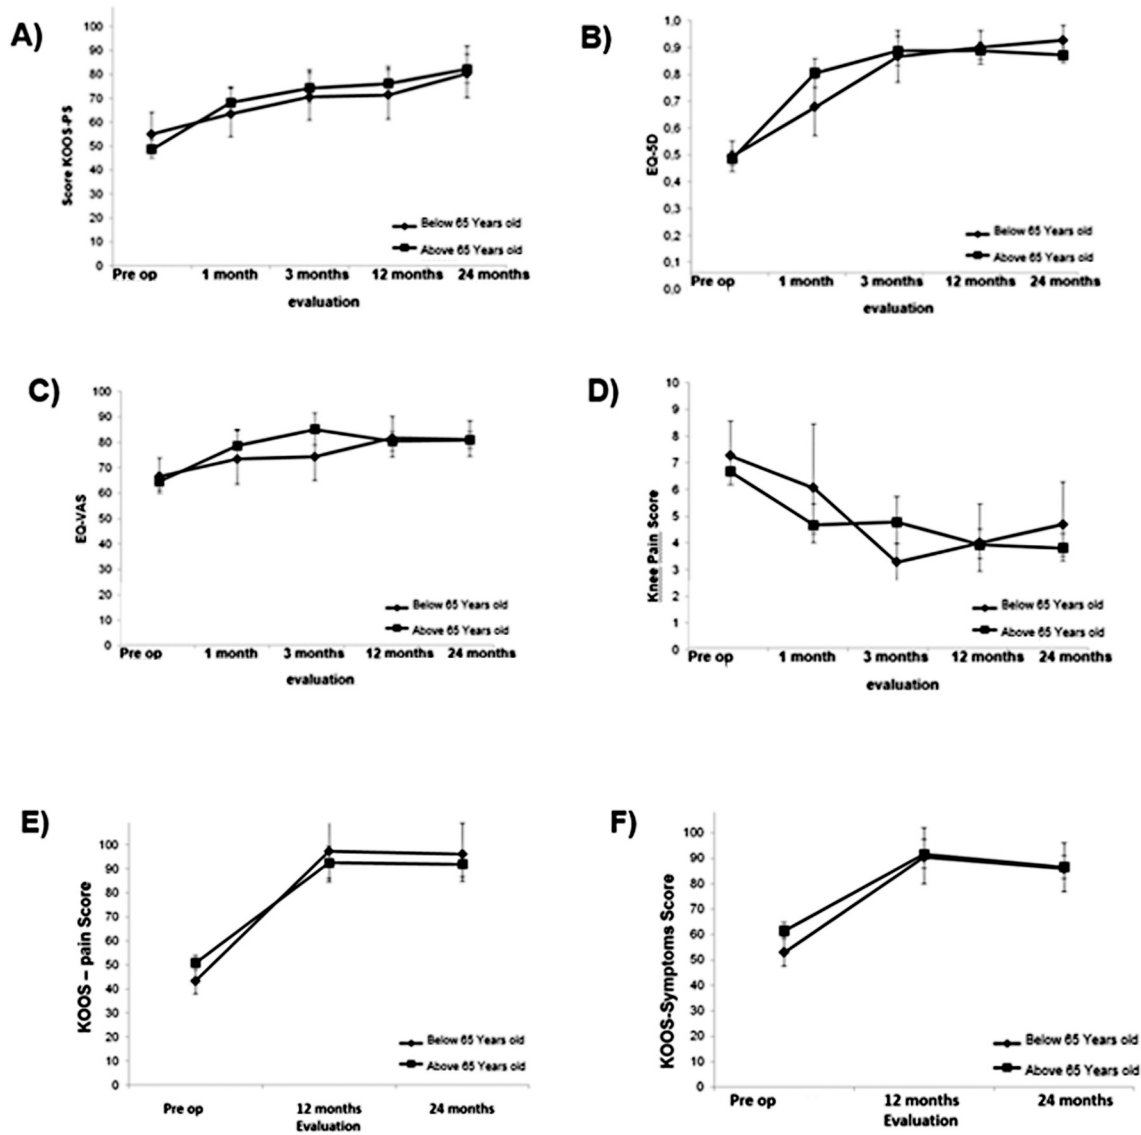 A)
100
90
80
70
60
50
40
30
20
10
0
Score KOOS-PS
Below 65 Years old
Above 65 Years old
Pre op 1 month 3 months 12 months 24 months
evaluation
B)
1,0
0,9
0,8
0,7
0,6
0,5
0,4
0,3
0,2
0,1
0,0
EQ-5D
Below 65 Years old
Above 65 Years old
Pre op 1 month 3 months 12 months 24 months
evaluation
C)
100
90
80
70
60
50
40
30
20
10
0
EQ-VAS
Below 65 Years old
Above 65 Years old
Pre op 1 month 3 months 12 months 24 months
evaluation
D)
10
9
8
7
6
5
4
3
2
1
0
Knee Pain Score
Below 65 Years old
Above 65 Years old
Pre op 1 month 3 months 12 months 24 months
evaluation
E)
100
90
80
70
60
50
40
30
20
10
0
KOOS – pain Score
Below 65 Years old
Above 65 Years old
Pre op 12 months 24 months
Evaluation
F)
100
90
80
70
60
50
40
30
20
10
0
KOOS-Symptoms Score
Below 65 Years old
Above 65 Years old
Pre op 12 months 24 months
Evaluation